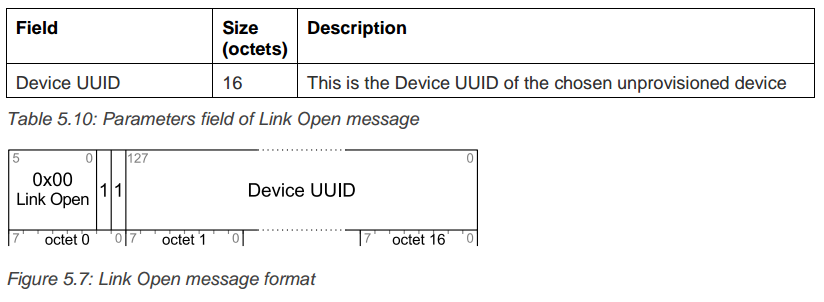 Field Size Description
(octets)
Device UUID 16 This is the Device UUID of the chosen unprovisioned device
Table 5.10: Parameters field of Link Open message
5 0 127 0
0x00
Link Open 1 1 Device UUID
7 octet 0 0 7 octet 1 0 7 octet 16 0
Figure 5.7: Link Open message format